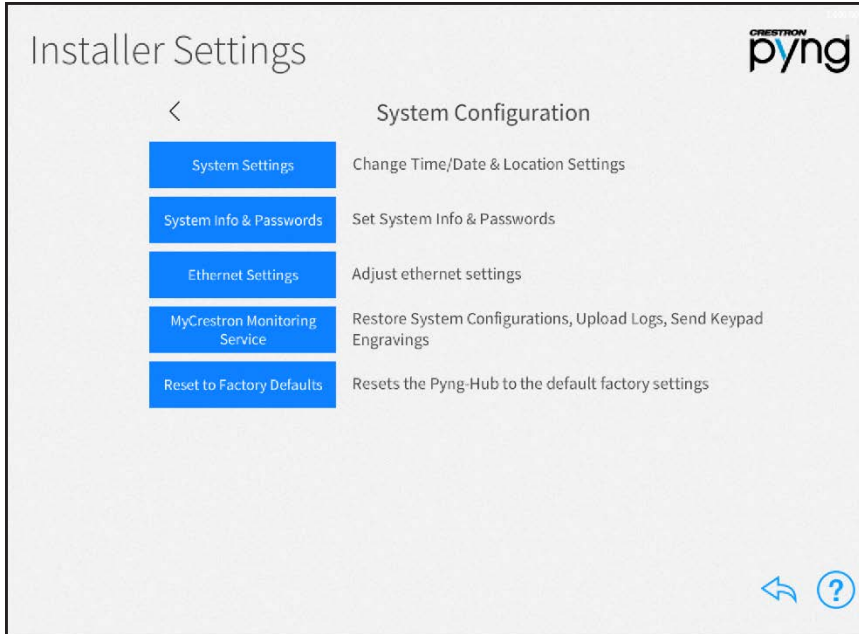 Installer Settings
CRESTRON
pyng
System Configuration
System Settings
Change Time/Date & Location Settings
System Info & Passwords
Set System Info & Passwords
Ethernet Settings
Adjust ethernet settings
MyCrestron Monitoring
Service
Restore System Configurations, Upload Logs, Send Keypad
Engravings
Reset to Factory Defaults
Resets the Pyng-Hub to the default factory settings
?